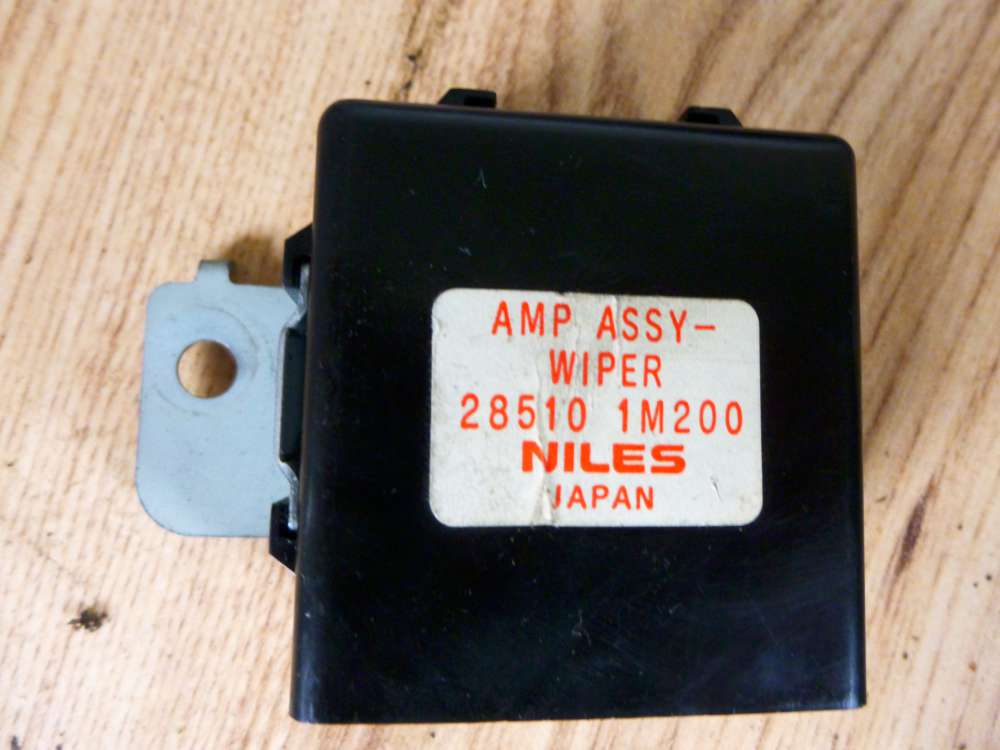 AMP ASSY-
WIPER
28510 1M200
NILES
JAPAN